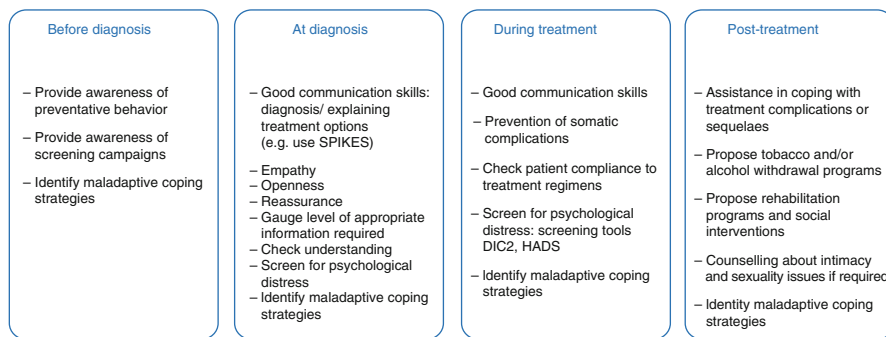 Before diagnosis
– Provide awareness of
preventative behavior
– Provide awareness of
screening campaigns
– Identify maladaptive coping
strategies
At diagnosis
– Good communication skills:
diagnosis/ explaining
treatment options
(e.g. use SPIKES)
– Empathy
– Openness
– Reassurance
– Gauge level of appropriate
information required
– Check understanding
– Screen for psychological
distress
– Identify maladaptive coping
strategies
During treatment
– Good communication skills
– Prevention of somatic
complications
– Check patient compliance to
treatment regimens
– Screen for psychological
distress: screening tools
DIC2, HADS
– Identify maladaptive coping
strategies
Post-treatment
– Assistance in coping with
treatment complications or
sequelaes
– Propose tobacco and/or
alcohol withdrawal programs
– Propose rehabilitation
programs and social
interventions
– Counselling about intimacy
and sexuality issues if required
– Identity maladaptive coping
strategies